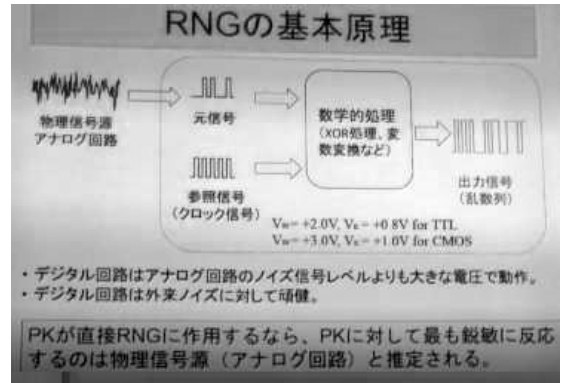 RNGの基本原理
物理信号源
アナログ回路
元信号
参照信号
(クロック信号)
数学的処理
(XOR処理、変
数変換など)
出力信号
(乱数列)
= +2.0V, = +0.8V for TTL
= +3.0V, = +1.0V for CMOS
・デジタル回路はアナログ回路のノイズ信号レベルよりも大きな電圧で動作。
・デジタル回路は外来ノイズに対して頑健。
PKが直接RNGに作用するなら、PKに対して最も鋭敏に反応
するのは物理信号源(アナログ回路)と推定される。